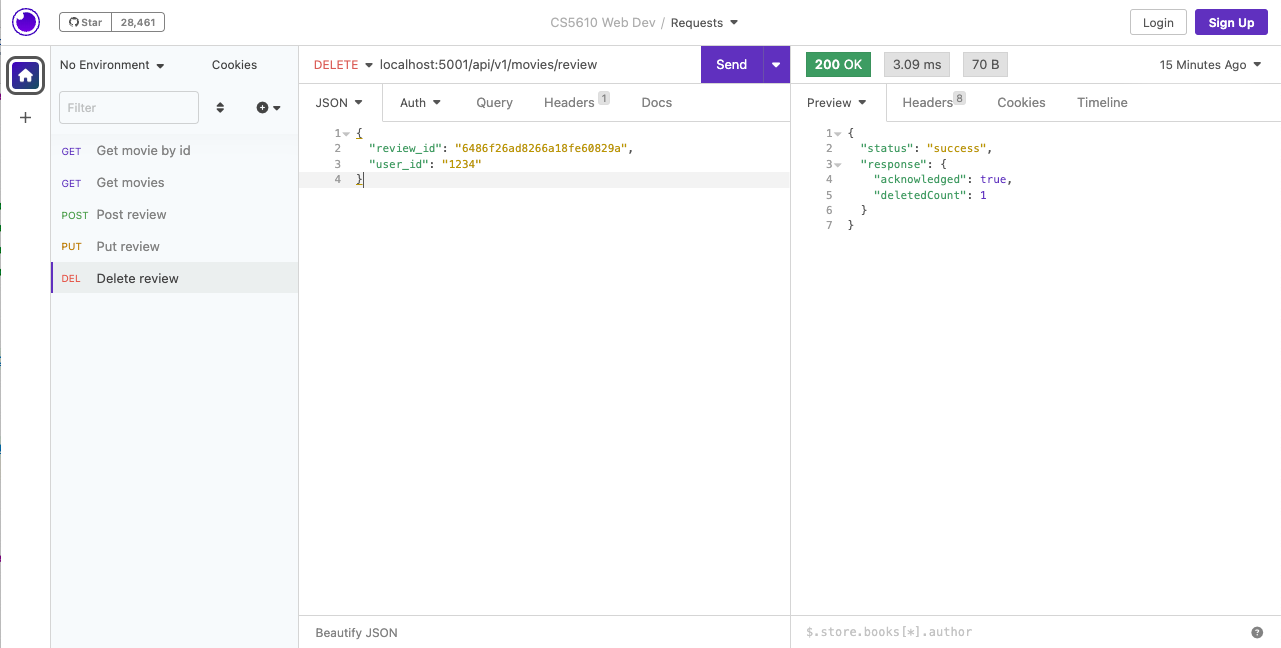 Star 28,461
CS5610 Web Dev / Requests
Login Sign Up
No Environment Cookies
Filter
GET Get movie by id
GET Get movies
POST Post review
PUT Put review
DEL Delete review
DELETE localhost:5001/api/v1/movies/review Send
JSON Auth Query Headers 1 Docs
1 {
2 "review_id": "6486f26ad8266a18fe60829a",
3 "user_id": "1234"
4 }
Beautify JSON
200 OK 3.09 ms 70 B 15 Minutes Ago
Preview Headers 8 Cookies Timeline
1 {
2 "status": "success",
3 "response": {
4 "acknowledged": true,
5 "deletedCount": 1
6 }
7 }
$.store.books[*].author ?